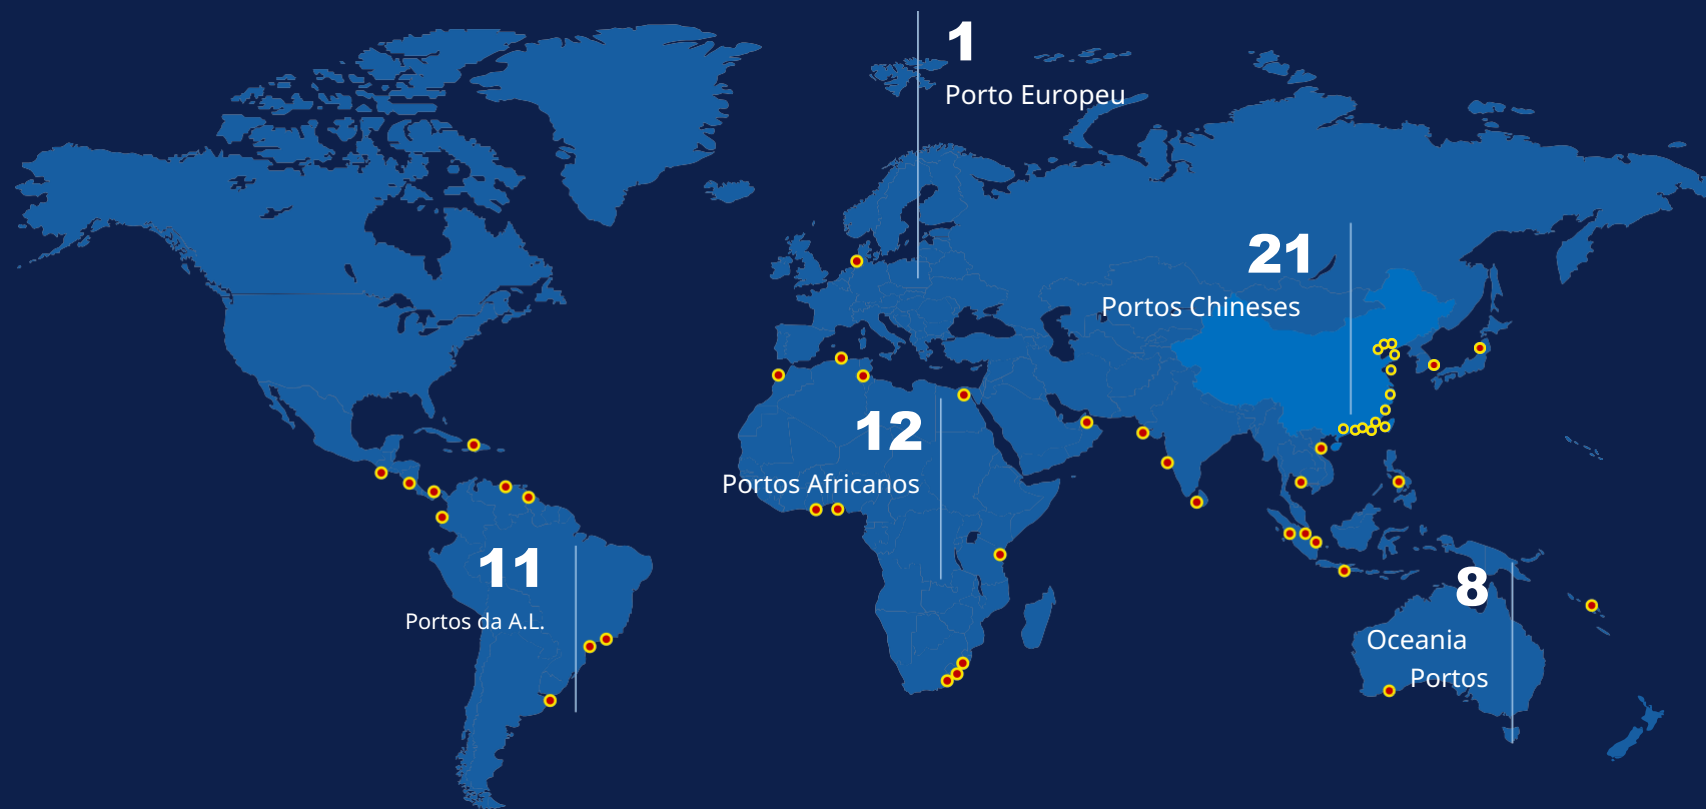 1
Porto Europeu
21
Portos Chineses
12
Portos Africanos
11
Portos da A.L.
8
Oceania
Portos